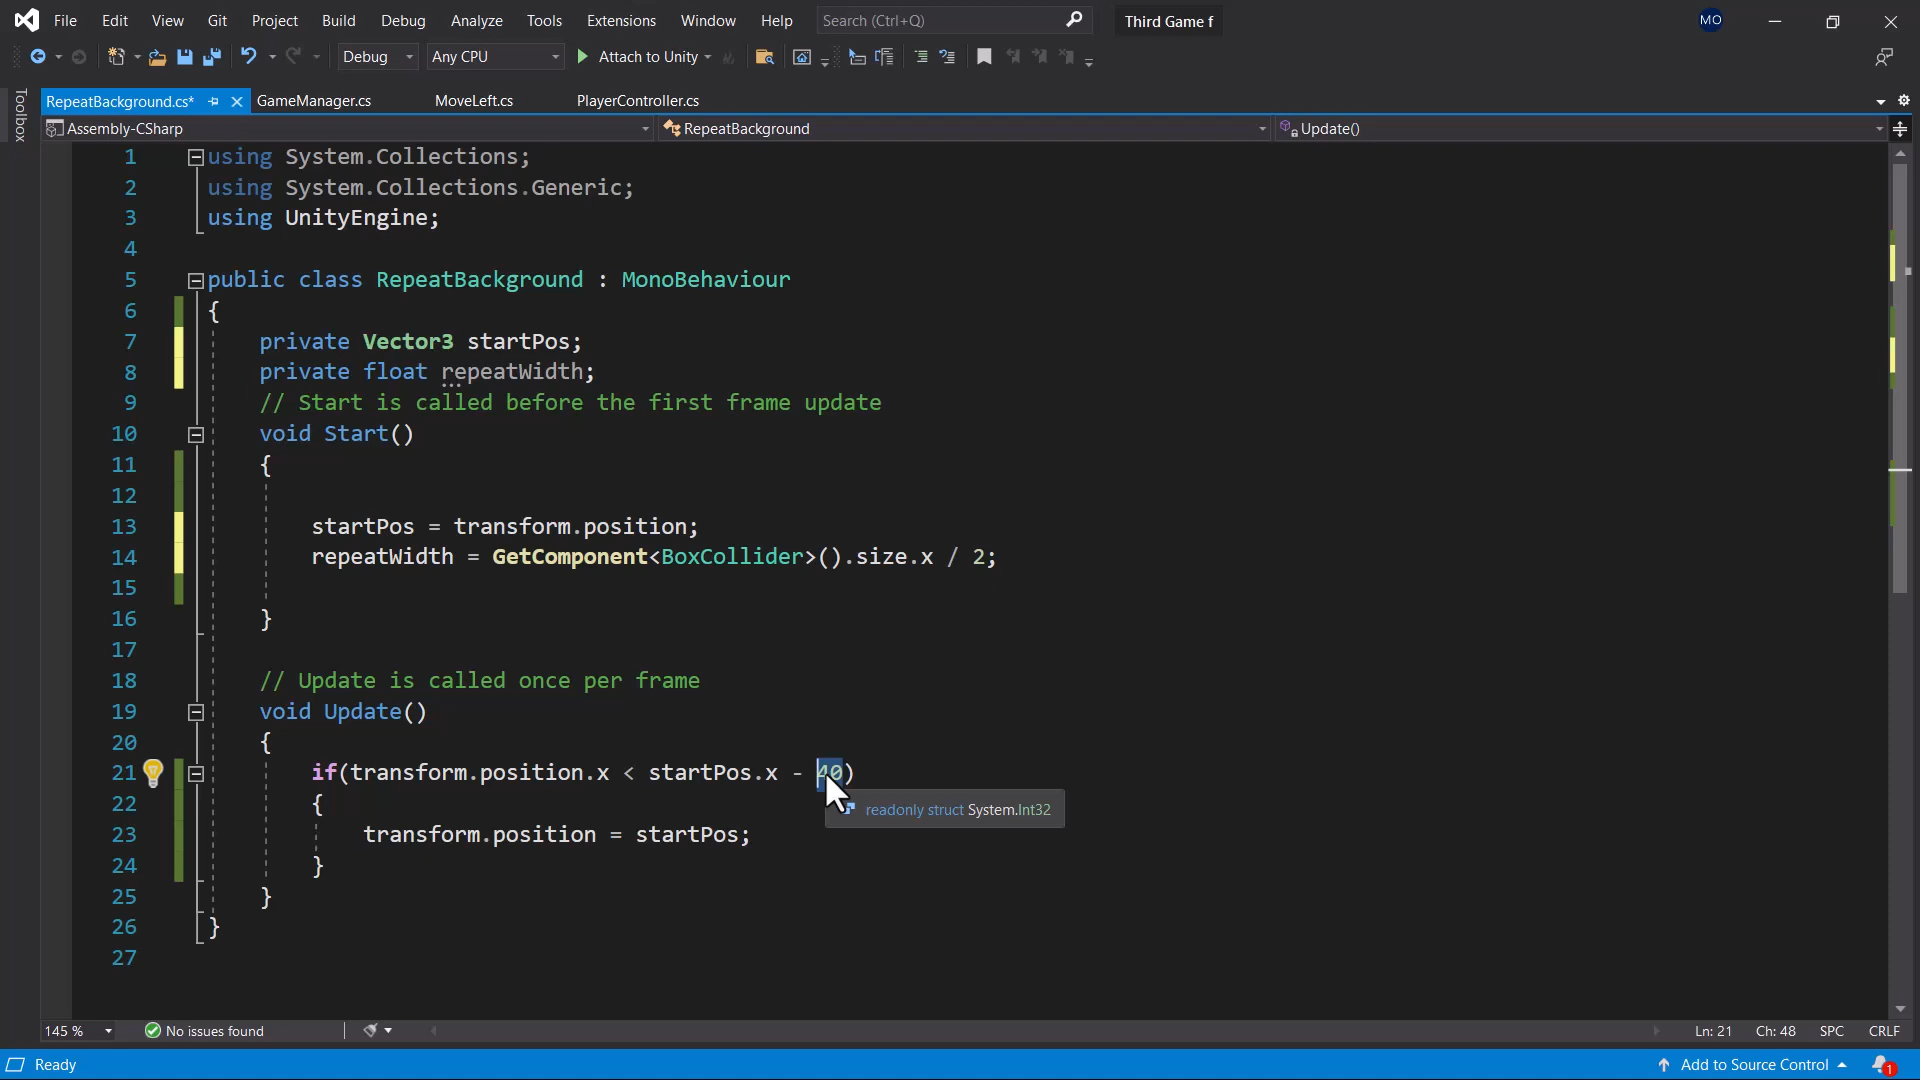 File Edit View Git Project Build Debug Analyze Tools Extensions Window Help Search (Ctrl+Q) Third Game f MO
Debug Any CPU Attach to Unity
Toolbox
RepeatBackground.cs* GameManager.cs MoveLeft.cs PlayerController.cs
Assembly-CSharp RepeatBackground Update()
1 using System.Collections;
2 using System.Collections.Generic;
3 using UnityEngine;
4
5 public class RepeatBackground : MonoBehaviour
6 {
7 private Vector3 startPos;
8 private float repeatWidth;
9 // Start is called before the first frame update
10 void Start()
11 {
12
13 startPos = transform.position;
14 repeatWidth = GetComponent<BoxCollider>().size.x / 2;
15
16 }
17
18 // Update is called once per frame
19 void Update()
20 {
21 if(transform.position.x < startPos.x - 40)
22 {
readonly struct System.Int32
23 transform.position = startPos;
24 }
25 }
26 }
27
145 % No issues found Ln: 21 Ch: 48 SPC CRLF
Ready Add to Source Control 1